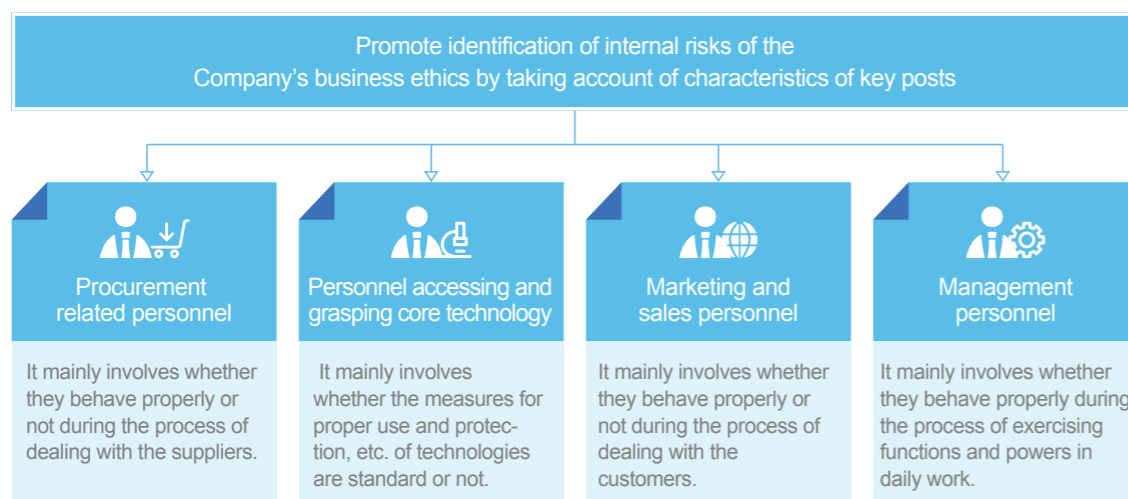 Promote identification of internal risks of the
Company's business ethics by taking account of characteristics of key posts
Procurement
related personnel
It mainly involves whether
they behave properly or
not during the process of
dealing with the suppliers.
Personnel accessing and
grasping core technology
It mainly involves
whether the measures for
proper use and protec-
tion, etc. of technologies
are standard or not.
Marketing and
sales personnel
It mainly involves whether
they behave properly or
not during the process of
dealing with the
customers.
Management
personnel
It mainly involves whether
they behave properly during
the process of exercising
functions and powers in
daily work.